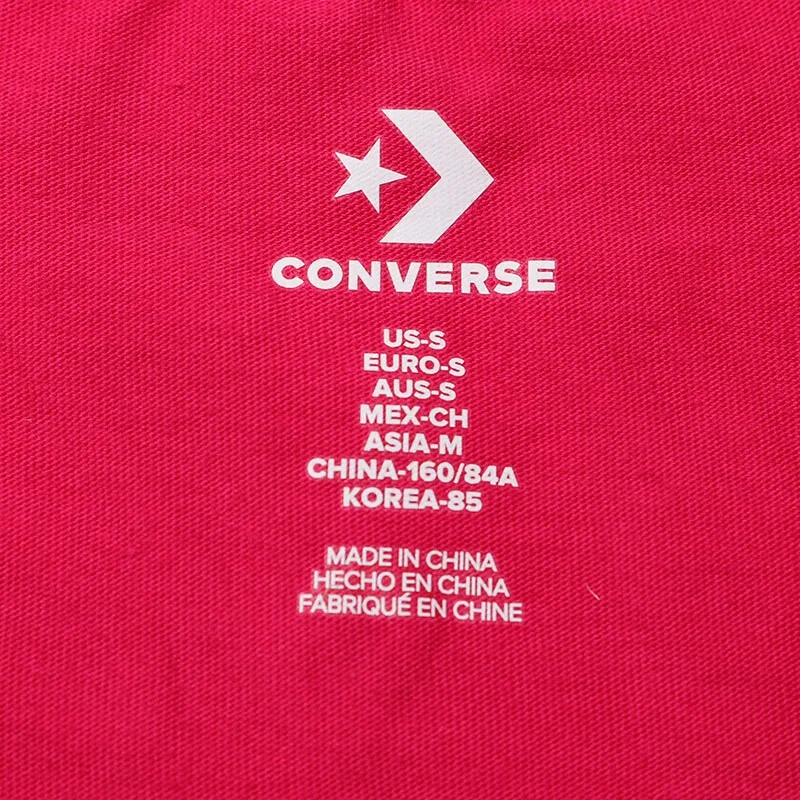 CONVERSE
US-S
EURO-S
AUS-S
MEX-CH
ASIA-M
CHINA-160/84A
KOREA-85
MADE IN CHINA
HECHO EN CHINA
FABRIQUÉ EN CHINE